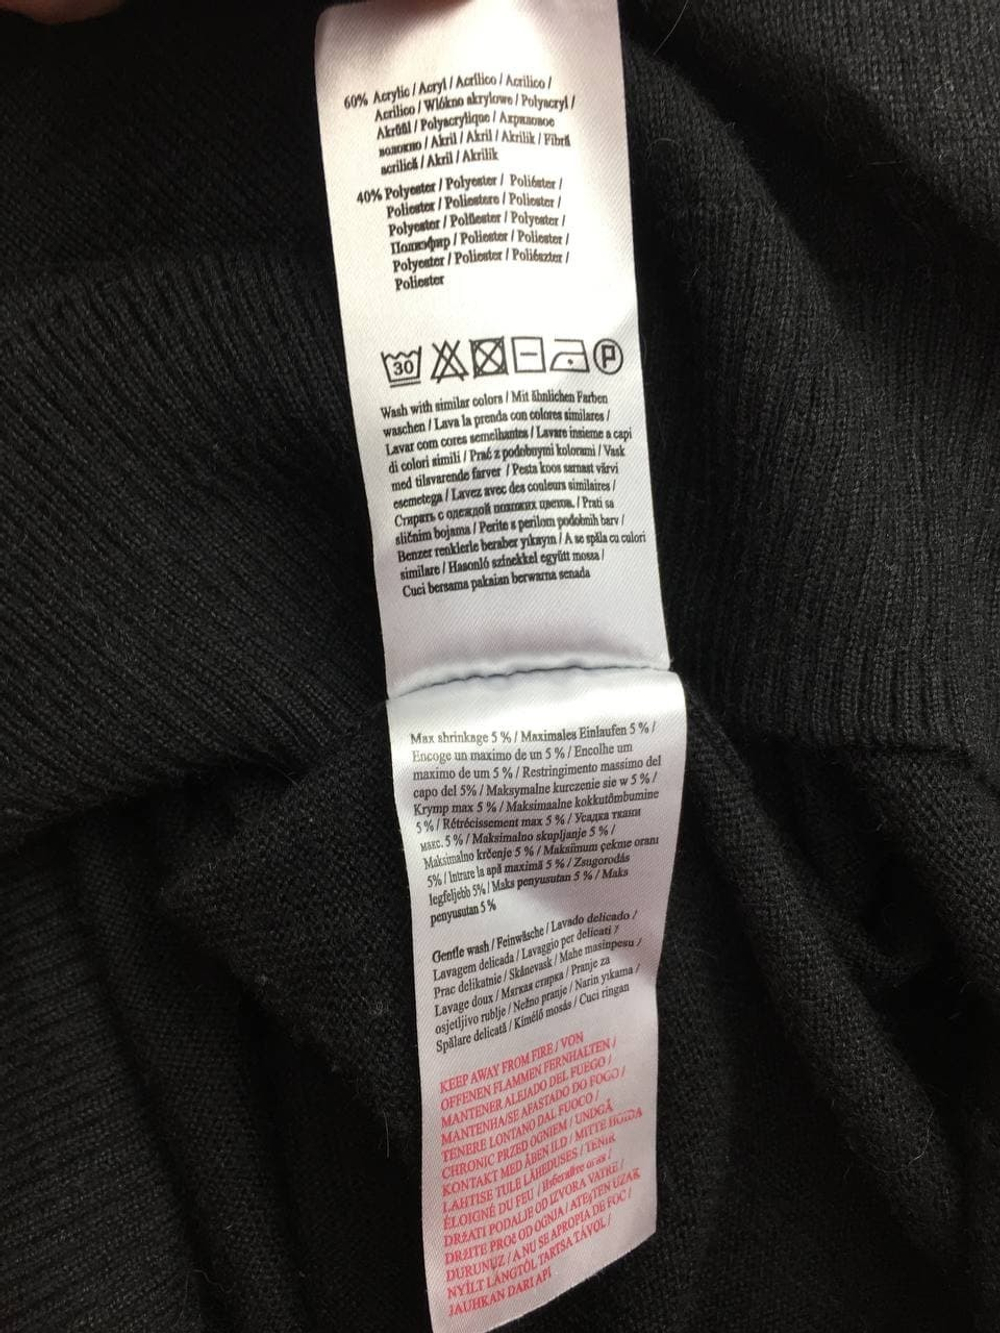 60% Acrylic / Acryl / Acrílico / Acrilico /
Acrílico / Włókno akrylowe / Polyacryl /
Akrüül / Polyacrylique / Акриловое
волокно / Akril / Akril / Akrilik / Fibră
acrilică / Akril / Akrilik
40% Polyester / Polyester / Poliéster /
Poliester / Poliestere / Poliester /
Polyester / Polüester / Polyester /
Полиэфир / Poliester / Poliester /
Polyester / Poliester / Poliészter /
Poliester
30
P
Wash with similar colors / Mit ähnlichen Farben
waschen / Lava la prenda con colores similares /
Lavar com cores semelhantes / Lavare insieme a capi
di colori simili / Prać z podobnymi kolorami / Vask
med tilsvarende farver / Pesta koos sarnast värvi
esemetega / Lavez avec des couleurs similaires /
Стирать с одеждой похожих цветов. / Prati sa
sličnim bojama / Perite s perilom podobnih barv /
Benzer renklerle beraber yıkayın / A se spăla cu culori
similare / Hasonló színekkel együtt mossa /
Cuci bersama pakaian berwarna senada
Max shrinkage 5 % / Maximales Einlaufen 5 % /
Encoge un maximo de un 5 % / Encolhe um
maximo de um 5 % / Restringimento massimo del
capo del 5% / Maksymalne kurczenie sie w 5 % /
Krymp max 5 % / Maksimaalne kokkutõmbumine
5 % / Rétrécissement max 5 % / Усадка ткани
макс. 5 % / Maksimalno skupljanje 5 % /
Maksimalno krčenje 5 % / Maksimum çekme oranı
5% / Intrare la apă maximă 5 % / Zsugorodás
legfeljebb 5% / Maks penyusutan 5 % / Maks
penyusutan 5 %
Gentle wash / Feinwäsche / Lavado delicado /
Lavagem delicada / Lavaggio per delicati /
Prac delikatnie / Skånevask / Mahe masinpesu /
Lavage doux / Мягкая стирка / Pranje za
osjetljivo rublje / Nežno pranje / Narin yıkama /
Spălare delicată / Kímélő mosás / Cuci ringan
KEEP AWAY FROM FIRE / VON
OFFENEN FLAMMEN FERNHALTEN /
MANTENER ALEJADO DEL FUEGO /
MANTENHA/SE AFASTADO DO FOGO /
TENERE LONTANO DAL FUOCO /
CHRONIC PRZED OGNIEM / UNDGÅ
KONTAKT MED ÅBEN ILD / MITTE HOIDA
LAHTISE TULE LÄHEDUSES / TENIR
ÉLOIGNÉ DU FEU /
DRŽATI PODALJE OD IZVORA VATRE /
DRŽITE PROČ OD OGNJA / ATEŞTEN UZAK
DURUNUZ / A NU SE APROPIA DE FOC /
NYÍLT LÁNGTÓL TARTSA TÁVOL /
JAUHKAN DARI API